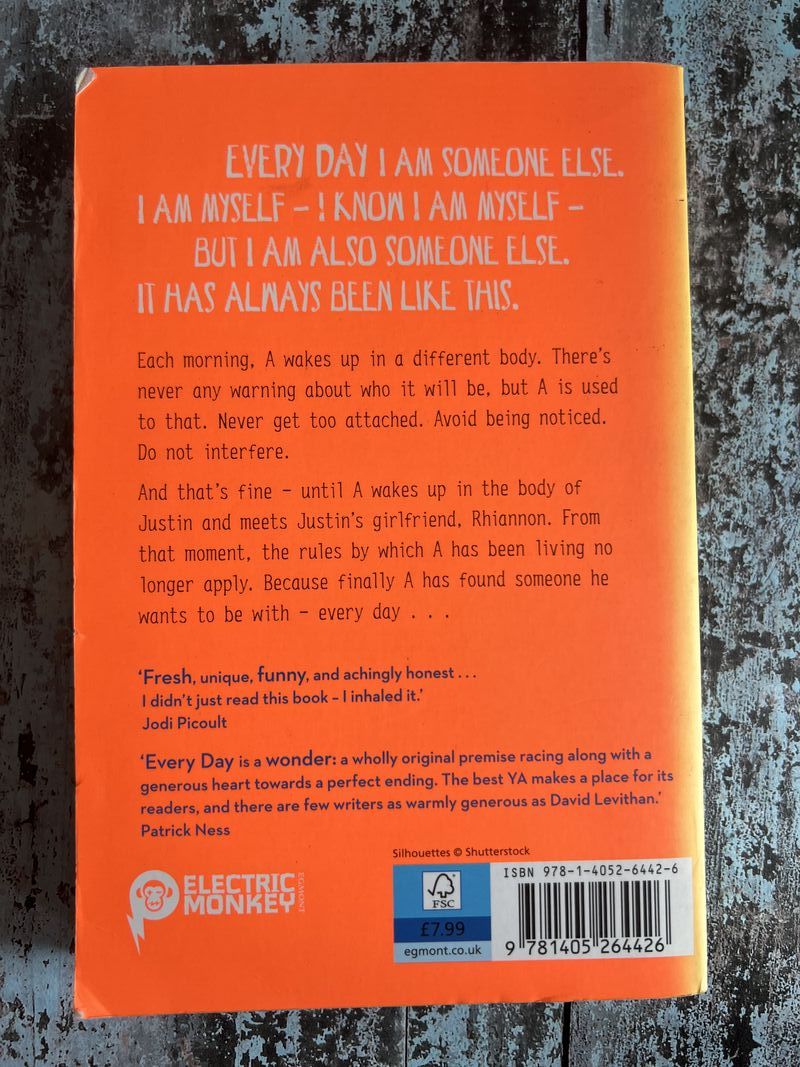 EVERY DAY I AM SOMEONE ELSE.
I AM MYSELF – I KNOW I AM MYSELF –
BUT I AM ALSO SOMEONE ELSE.
IT HAS ALWAYS BEEN LIKE THIS.
Each morning, A wakes up in a different body. There's
never any warning about who it will be, but A is used
to that. Never get too attached. Avoid being noticed.
Do not interfere.
And that's fine – until A wakes up in the body of
Justin and meets Justin's girlfriend, Rhiannon. From
that moment, the rules by which A has been living no
longer apply. Because finally A has found someone he
wants to be with – every day . . .
'Fresh, unique, funny, and achingly honest . . .
I didn't just read this book – I inhaled it.'
Jodi Picoult
'Every Day is a wonder: a wholly original premise racing along with a
generous heart towards a perfect ending. The best YA makes a place for its
readers, and there are few writers as warmly generous as David Levithan.'
Patrick Ness
Silhouettes © Shutterstock
ELECTRIC
MONKEY
EGMONT
FSC
£7.99
egmont.co.uk
ISBN 978-1-4052-6442-6
9 781405 264426